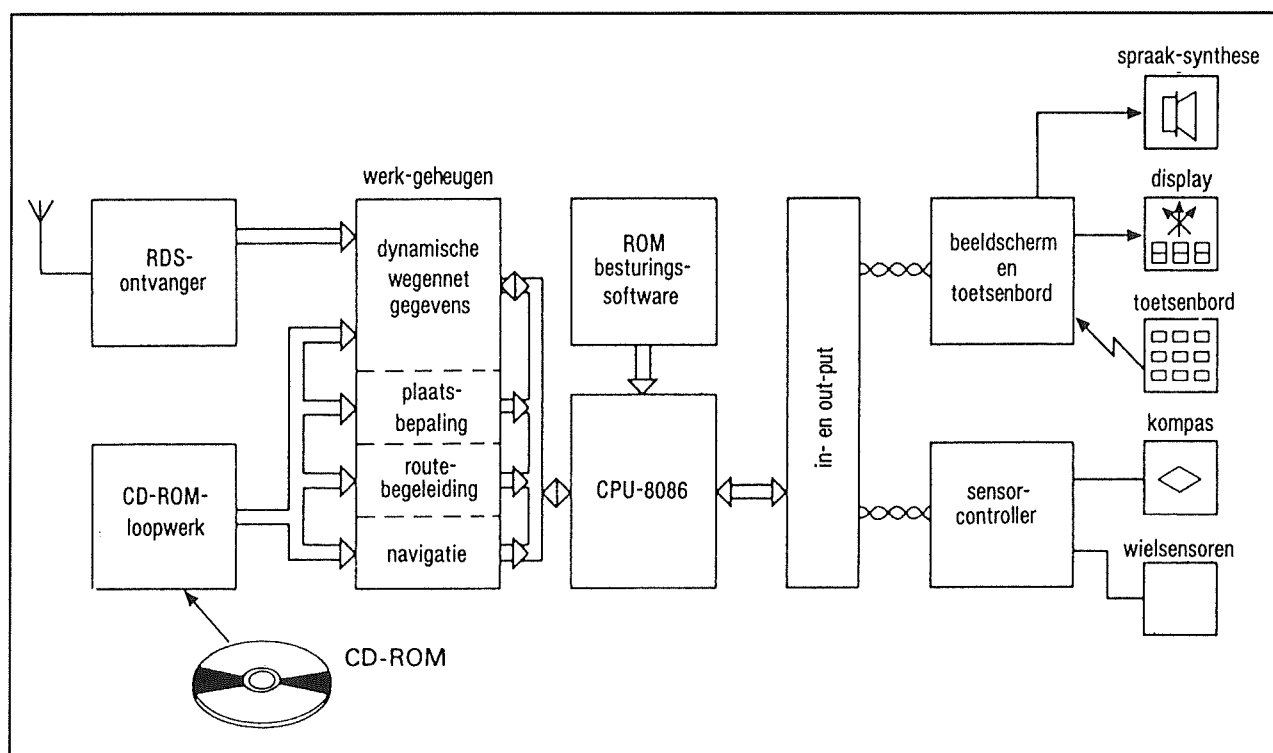 spraak-synthese
werk-geheugen
display
RDS-
ontvanger
dynamische
wegennet
gegevens
ROM
besturings-
software
beeldscherm
en
toetsenbord
toetsenbord
in- en out-put
plaats-
bepaling
kompas
CD-ROM-
loopwerk
route-
begeleiding
CPU-8086
sensor-
controller
navigatie
wielsensoren
CD-ROM